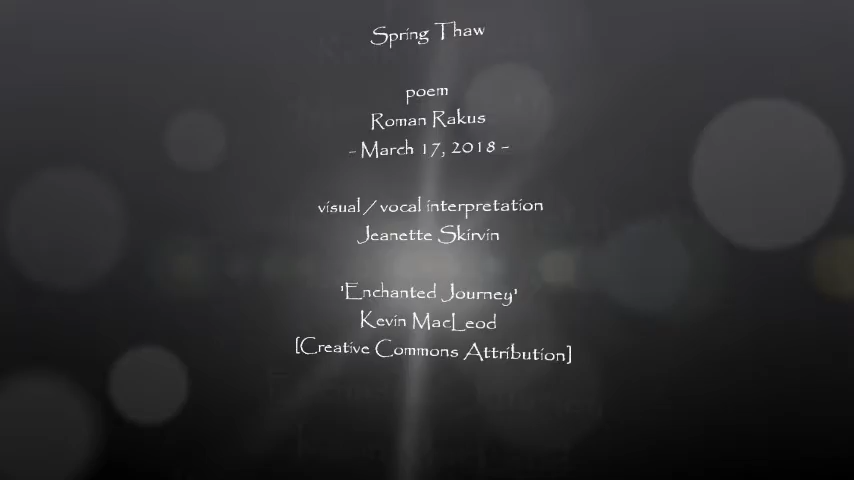 Spring Thaw
poem
Roman Rakus
- March 17, 2018 -
visual / vocal interpretation
Jeanette Skirvin
'Enchanted Journey'
Kevin MacLeod
[Creative Commons Attribution]